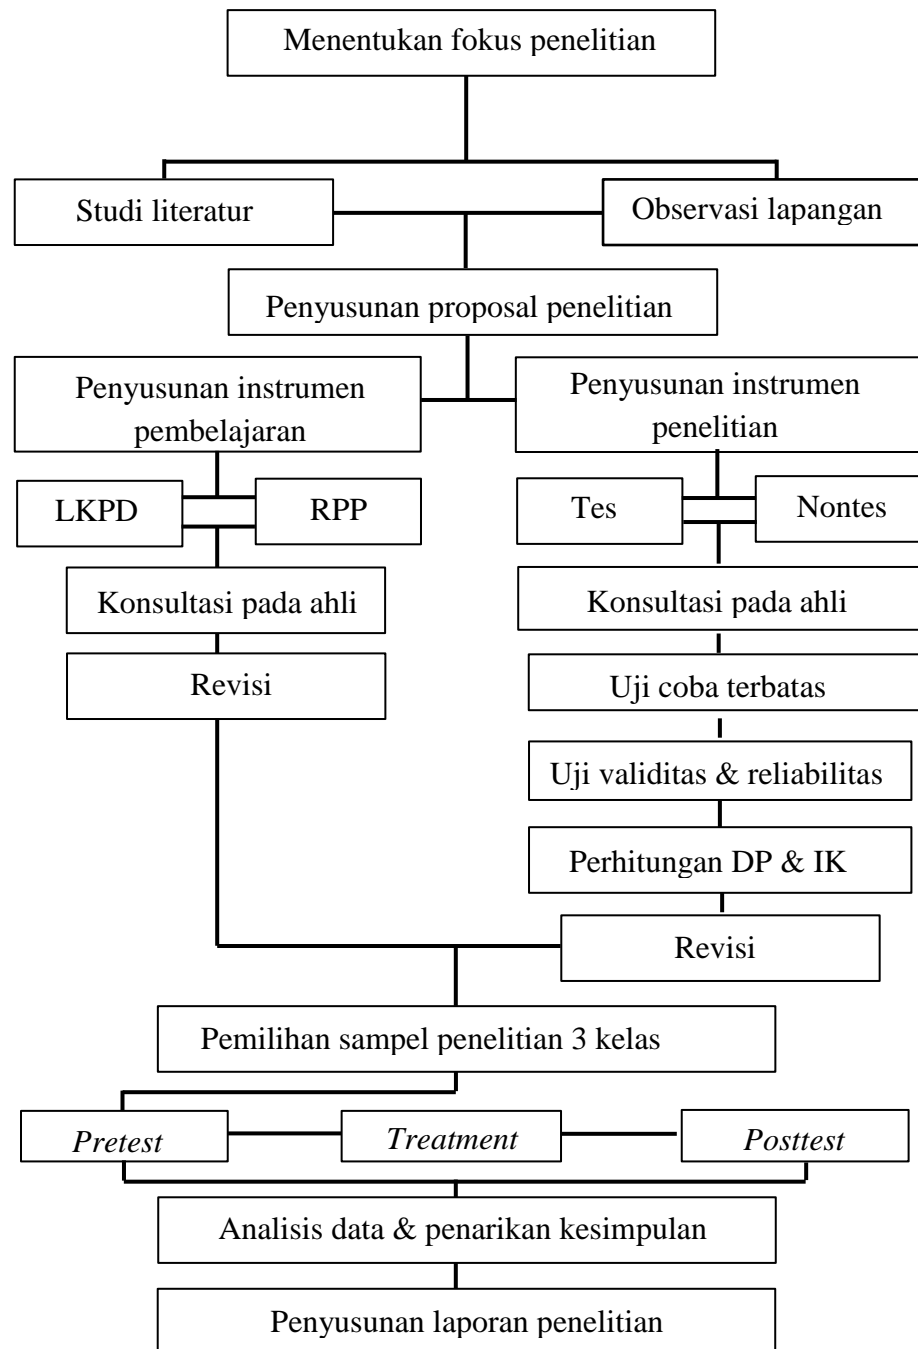 Menentukan fokus penelitian
Studi literatur
Observasi lapangan
Penyusunan proposal penelitian
Penyusunan instrumen
pembelajaran
Penyusunan instrumen
penelitian
LKPD
RPP
Tes
Nontes
Konsultasi pada ahli
Konsultasi pada ahli
Revisi
Uji coba terbatas
Uji validitas & reliabilitas
Perhitungan DP & IK
Revisi
Pemilihan sampel penelitian 3 kelas
Pretest
Treatment
Posttest
Analisis data & penarikan kesimpulan
Penyusunan laporan penelitian